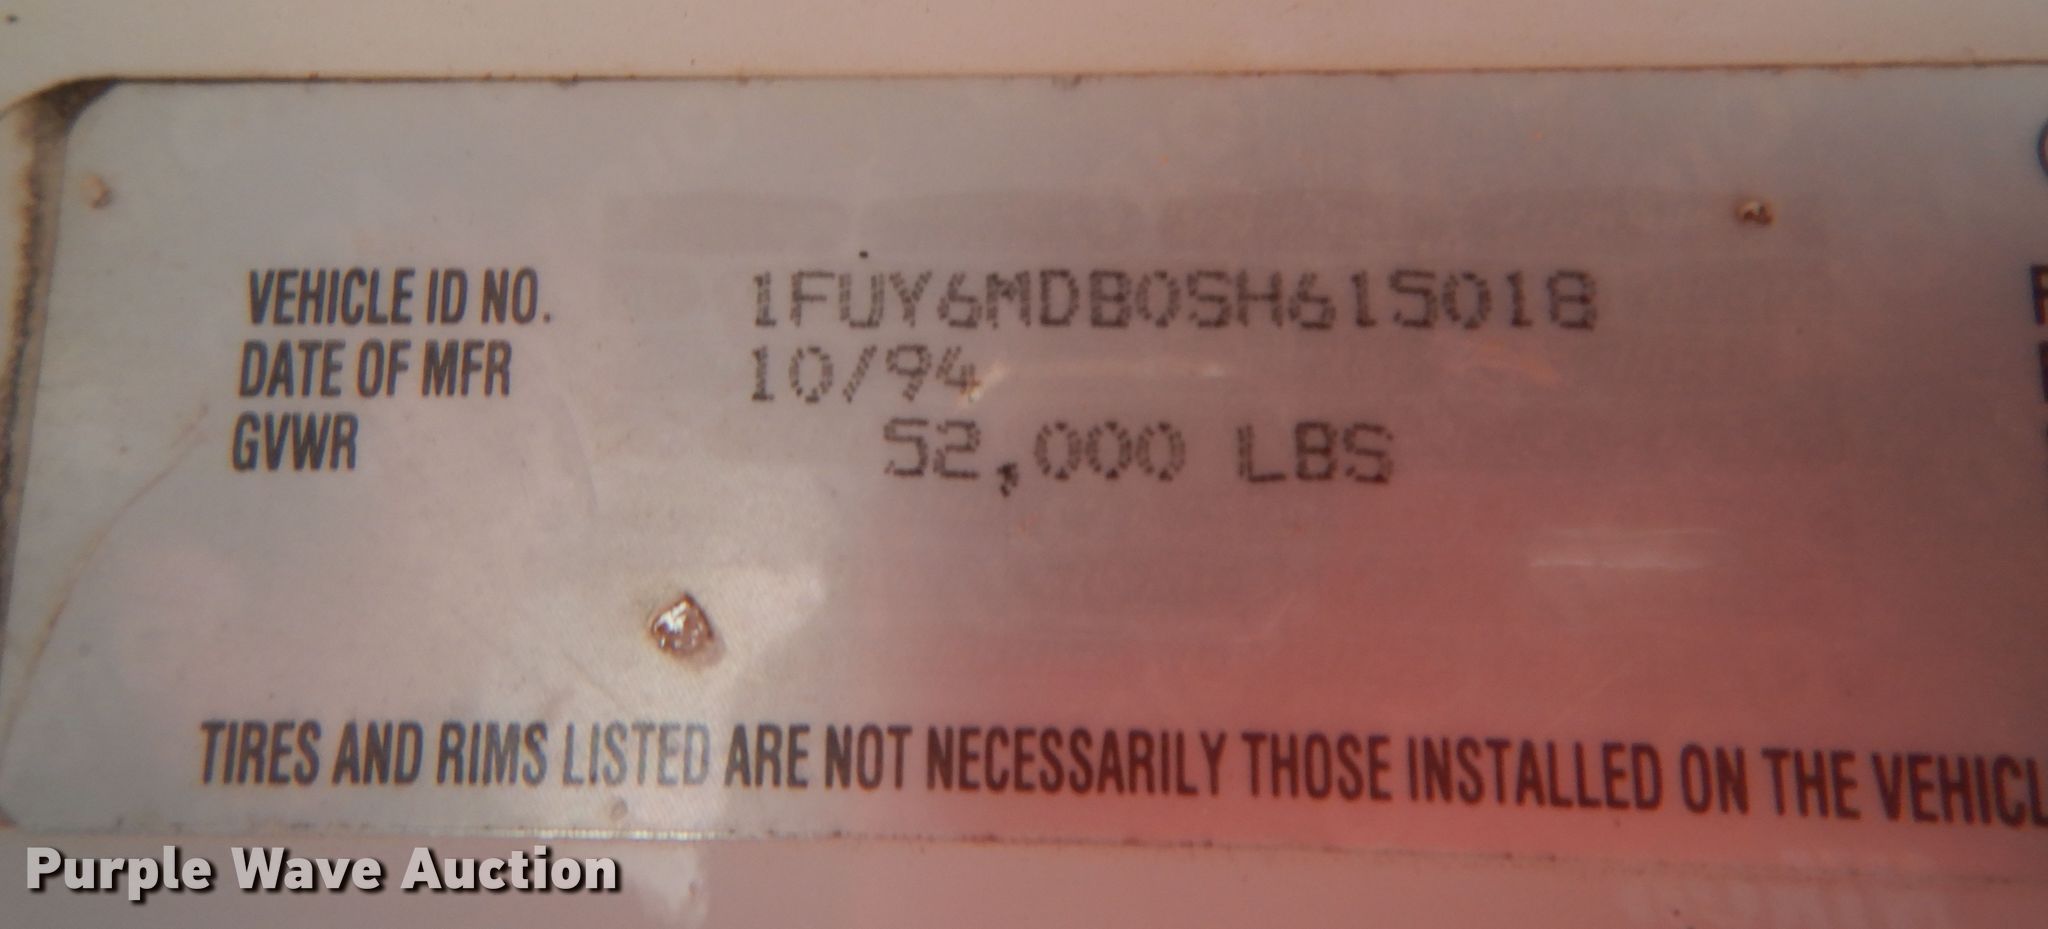 VEHICLE ID NO. 1FUY6MDB0SH615018
DATE OF MFR 10/94
GVWR 52,000 LBS
TIRES AND RIMS LISTED ARE NOT NECESSARILY THOSE INSTALLED ON THE VEHICL
Purple Wave Auction